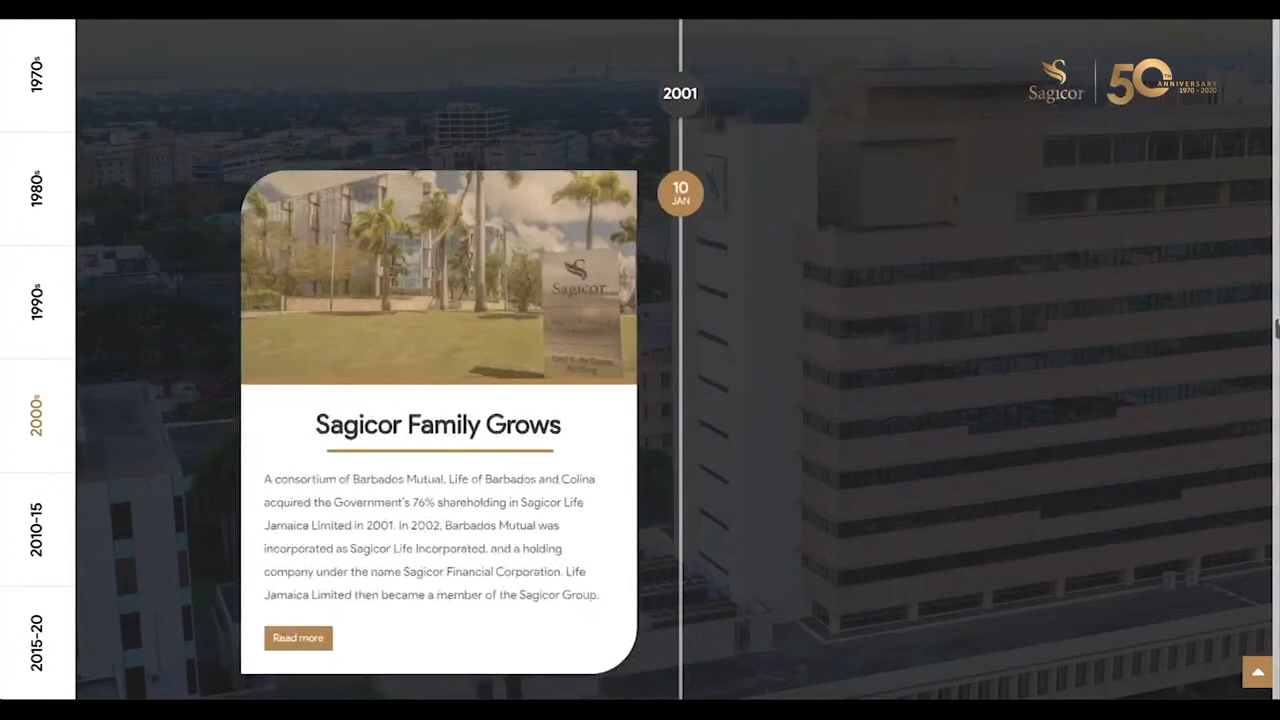 1970s
1980s
1990s
2000s
2010-15
2015-20
2001
10
JAN
Sagicor
50TH
ANNIVERSARY
1970 - 2020
Sagicor
Sagicor Family Grows
A consortium of Barbados Mutual, Life of Barbados and Colina
acquired the Government's 76% shareholding in Sagicor Life
Jamaica Limited in 2001. In 2002, Barbados Mutual was
incorporated as Sagicor Life Incorporated, and a holding
company under the name Sagicor Financial Corporation. Life
Jamaica Limited then became a member of the Sagicor Group.
Read more